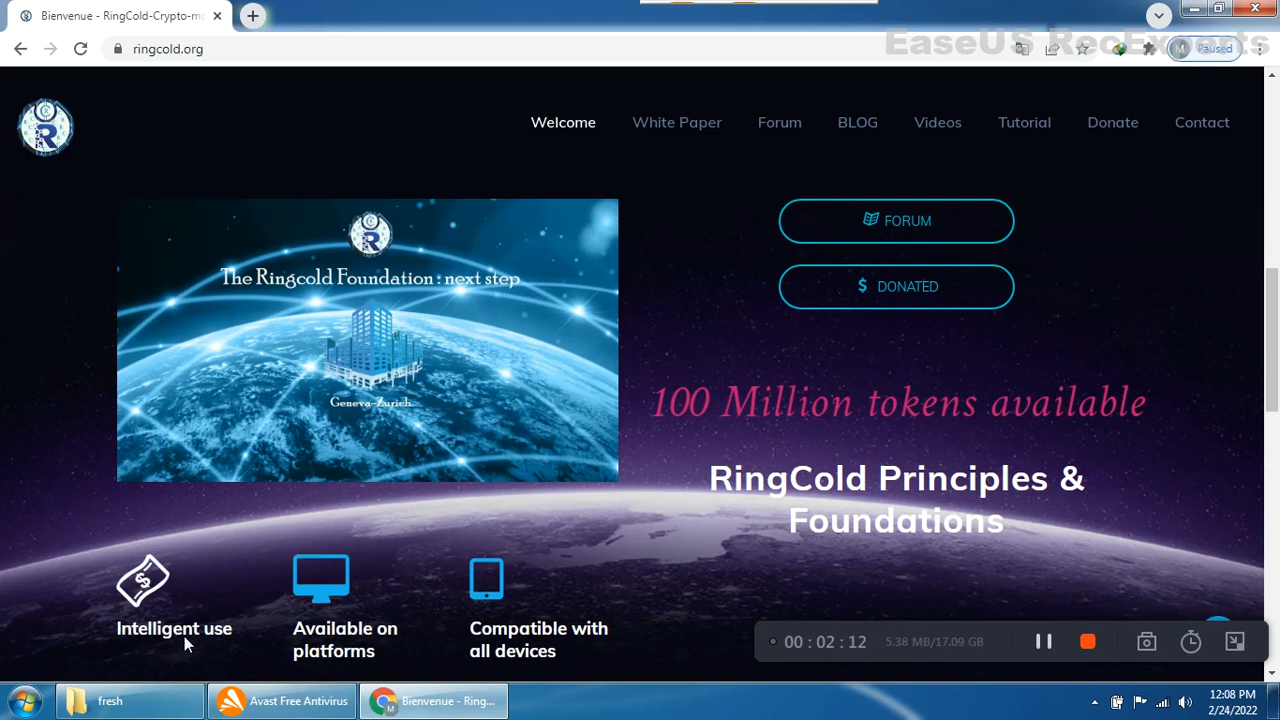 Bienvenue - RingCold-Crypto-mo
EaseUS RecExperts
ringcold.org
M Paused
Welcome
White Paper
Forum
BLOG
Videos
Tutorial
Donate
Contact
R
The Ringcold Foundation : next step
Geneva-Zurich
FORUM
$ DONATED
100 Million tokens available
RingCold Principles &
Foundations
Intelligent use
Available on
platforms
Compatible with
all devices
00 : 02 : 12
5.38 MB/17.09 GB
fresh
Avast Free Antivirus
M
Bienvenue - Ring...
12:08 PM
2/24/2022